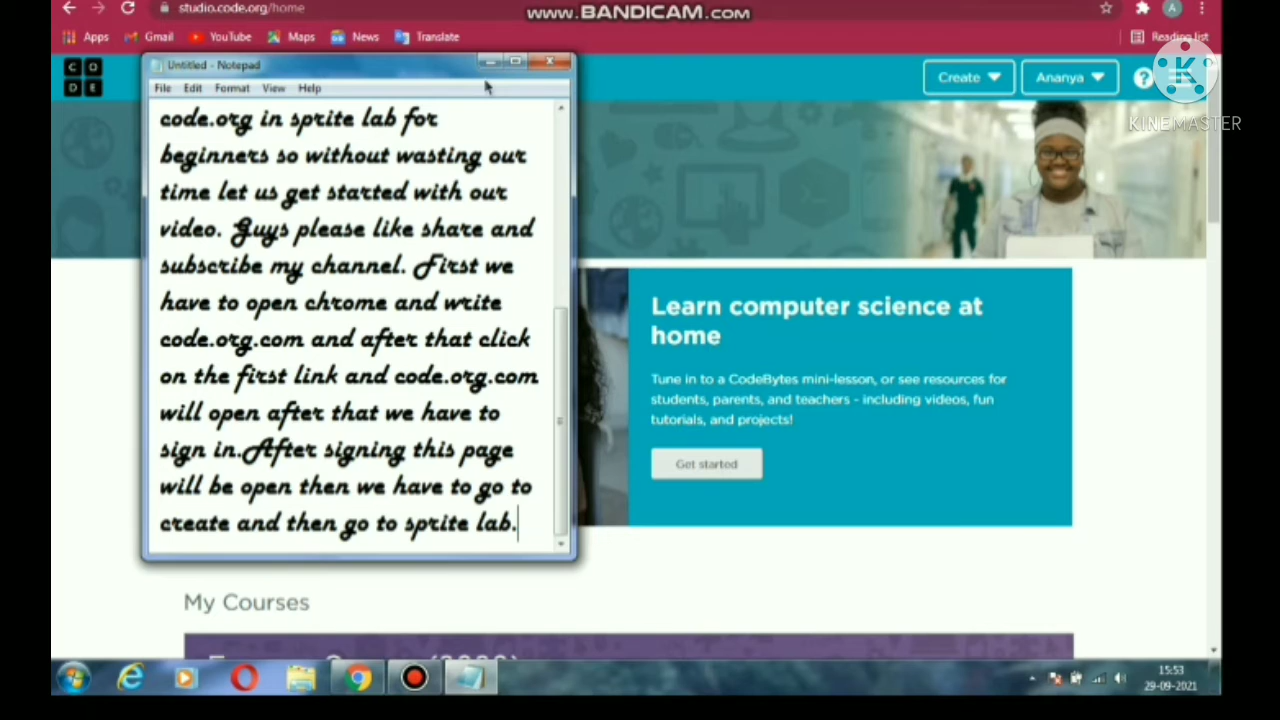 studio.code.org/home
www.BANDICAM.com
Apps
Gmail
YouTube
Maps
News
Translate
Reading list
K
KINEMASTER
C O
D E
Create
Ananya
?
Untitled - Notepad
File Edit Format View Help
code.org in sprite lab for
beginners so without wasting our
time let us get started with our
video. Guys please like share and
subscribe my channel. First we
have to open chrome and write
code.org.com and after that click
on the first link and code.org.com
will open after that we have to
sign in.After signing this page
will be open then we have to go to
create and then go to sprite lab.
Learn computer science at
home
Tune in to a CodeBytes mini-lesson, or see resources for
students, parents, and teachers - including videos, fun
tutorials, and projects!
Get started
My Courses
15:53
29-09-2021